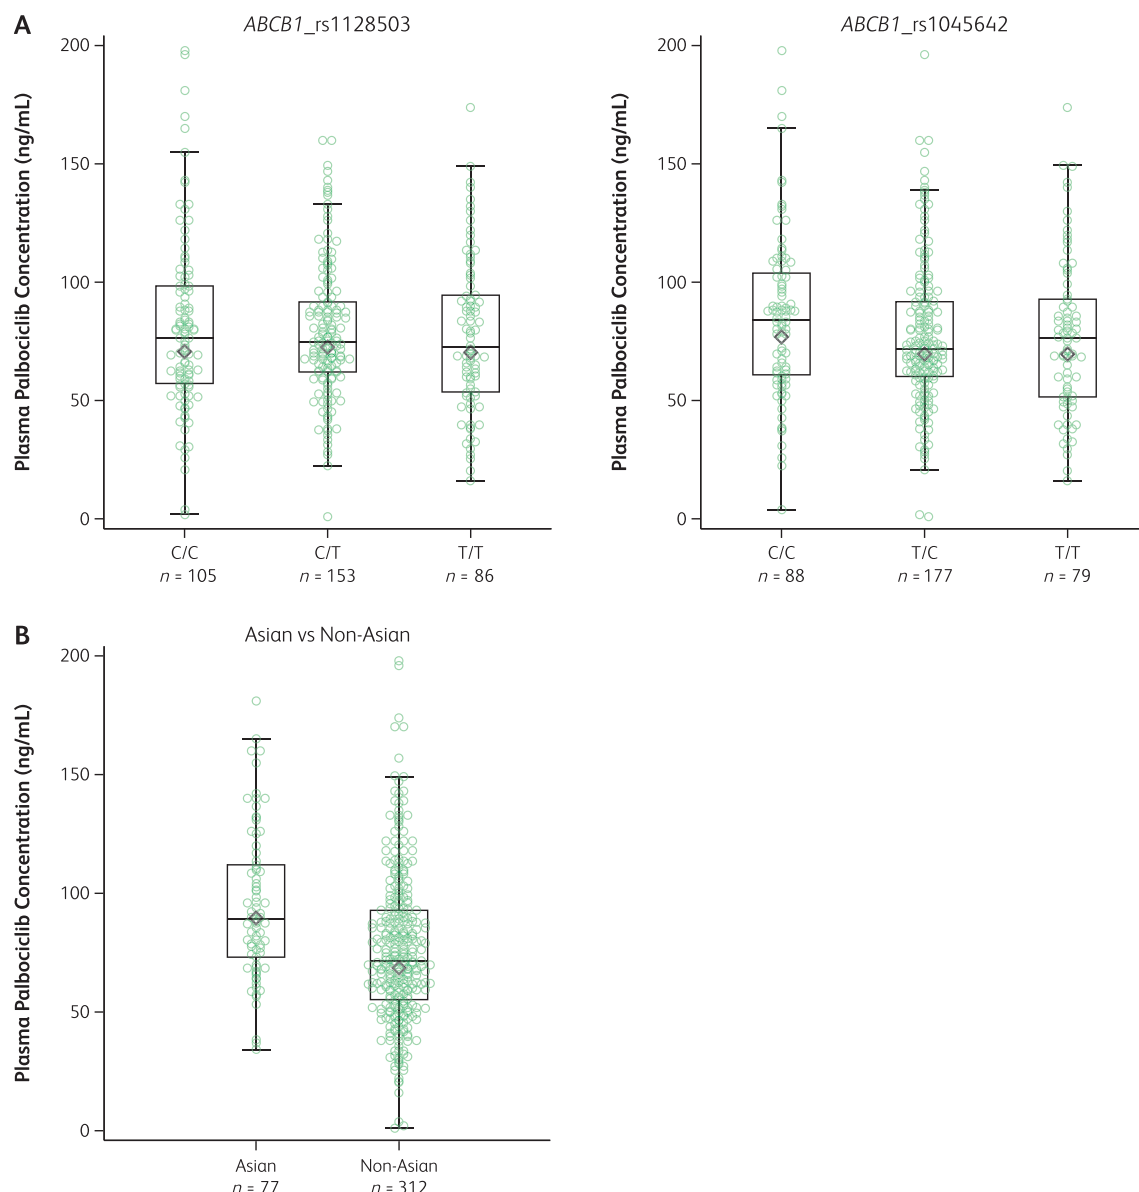 A
ABCB1_rs1128503
Plasma Palbociclib Concentration (ng/mL)
200
150
100
50
0
C/C
C/T
T/T
n = 105
n = 153
n = 86
ABCB1_rs1045642
Plasma Palbociclib Concentration (ng/mL)
200
150
100
50
0
C/C
T/C
T/T
n = 88
n = 177
n = 79
B
Asian vs Non-Asian
Plasma Palbociclib Concentration (ng/mL)
200
150
100
50
0
Asian
Non-Asian
n = 77
n = 312